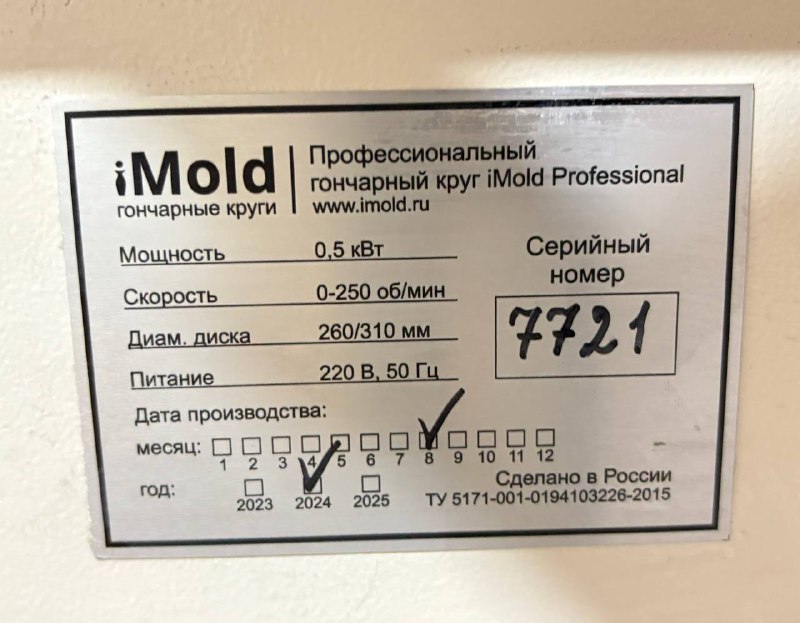 iMold
гончарные круги
Профессиональный
гончарный круг iMold Professional
www.imold.ru
Мощность 0,5 кВт
Скорость 0-250 об/мин
Диам. диска 260/310 мм
Питание 220 В, 50 Гц
Серийный
номер
7721
Дата производства:
месяц:
1 2 3 4 5 6 7 8 9 10 11 12
год:
2023 2024 2025
Сделано в России
ТУ 5171-001-0194103226-2015